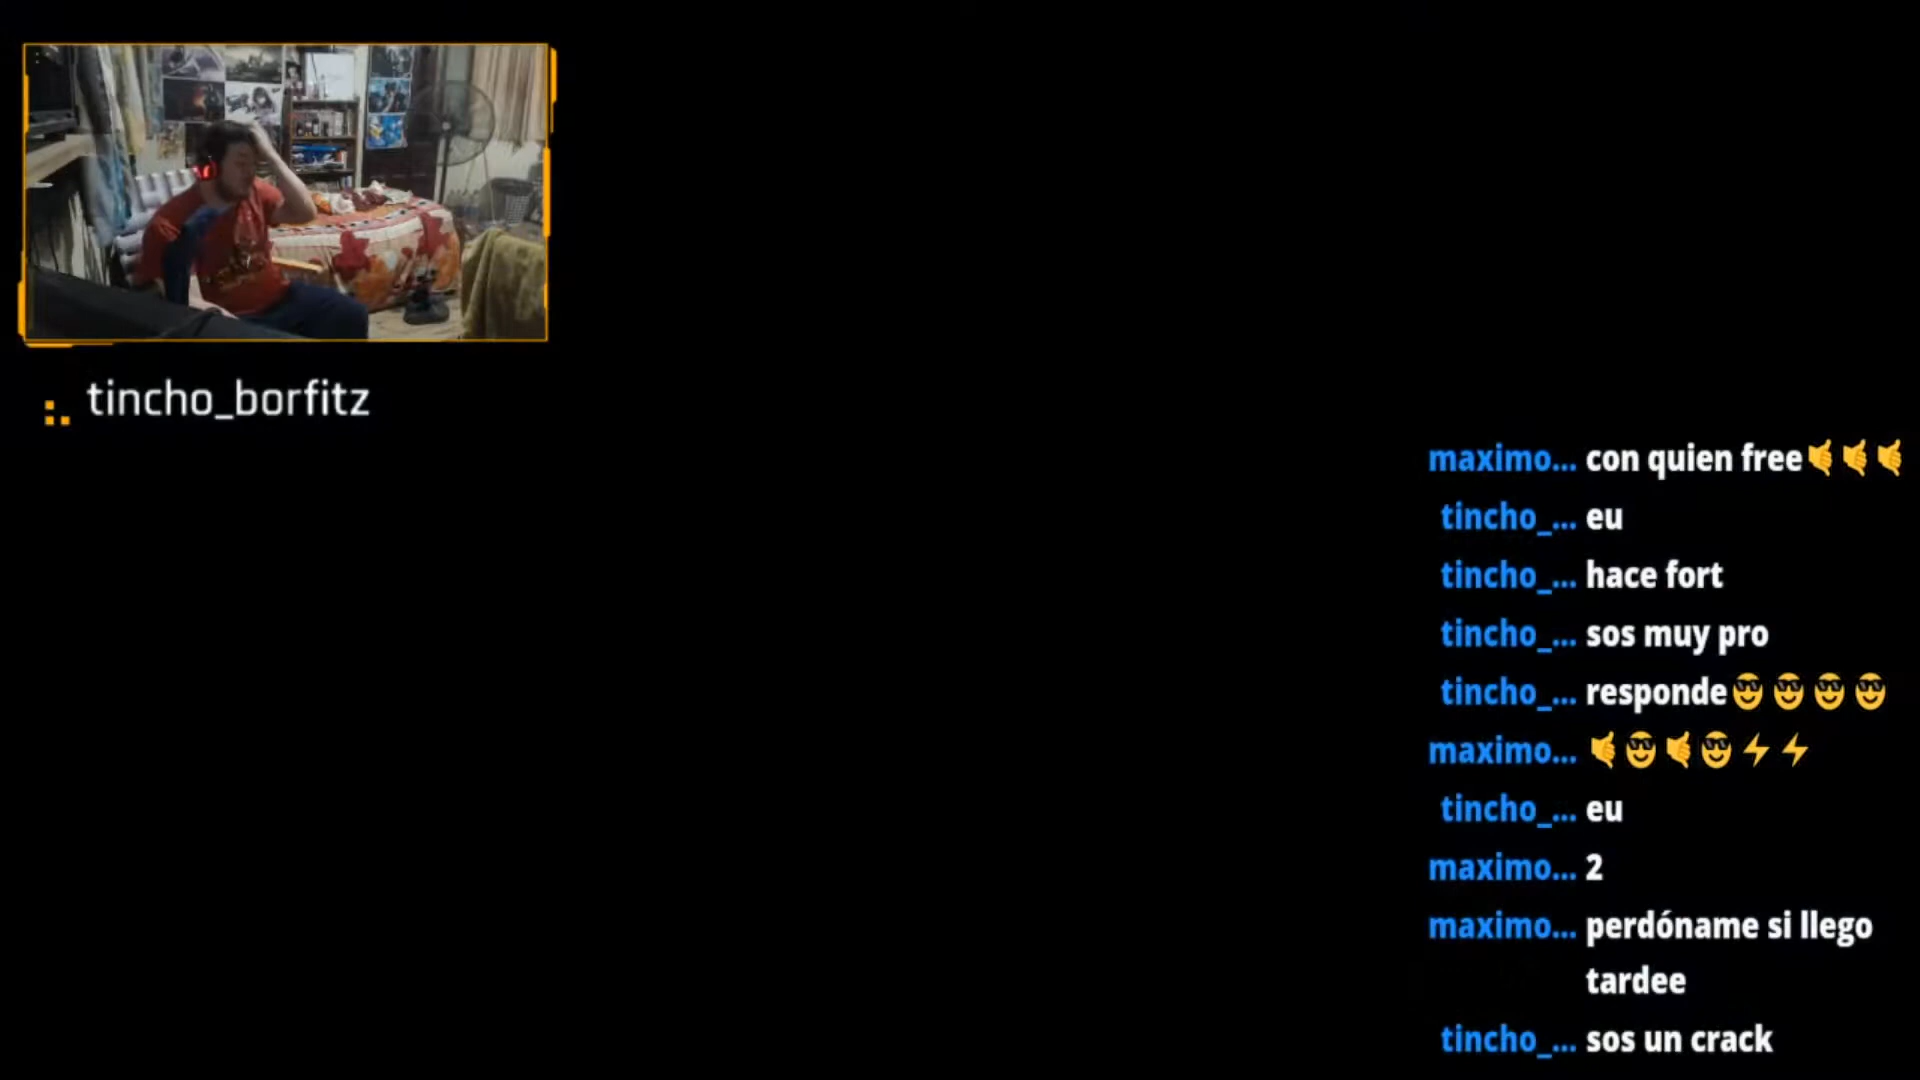 tincho_borfitz
maximo... con quien free🤙🤙🤙
tincho_... eu
tincho_... hace fort
tincho_... sos muy pro
tincho_... responde😎😎😎😎
maximo... 🤙😎🤙😎⚡⚡
tincho_... eu
maximo... 2
maximo... perdóname si llego
tardee
tincho_... sos un crack